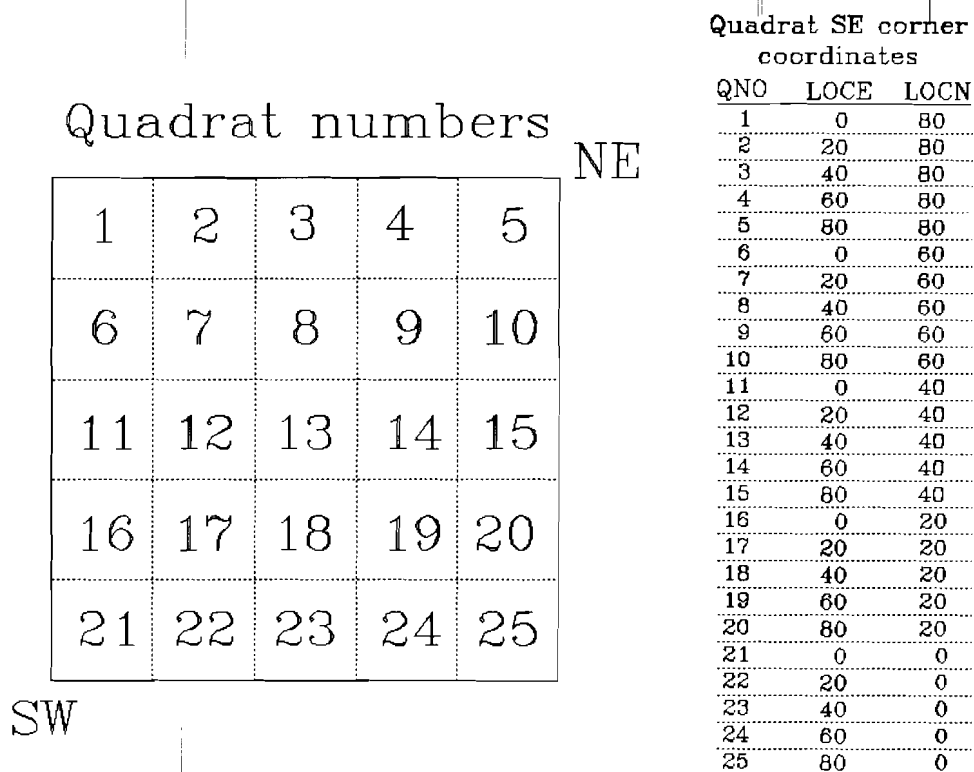 Quadrat numbers
NE
1 2 3 4 5
6 7 8 9 10
11 12 13 14 15
16 17 18 19 20
21 22 23 24 25
SW
Quadrat SE corner
coordinates
QNO LOCE LOCN
1 0 80
2 20 80
3 40 80
4 60 80
5 80 80
6 0 60
7 20 60
8 40 60
9 60 60
10 80 60
11 0 40
12 20 40
13 40 40
14 60 40
15 80 40
16 0 20
17 20 20
18 40 20
19 60 20
20 80 20
21 0 0
22 20 0
23 40 0
24 60 0
25 80 0